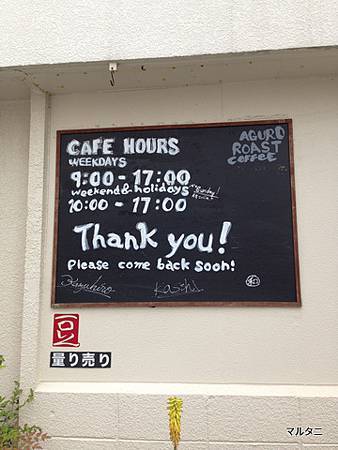 CAFE HOURS
WEEKDAYS
9:00 - 17:00
weekend & holidays
10:00 - 17:00
AGURO
ROAST
COFFEE
Thank you!
Please come back soon!
豆
量り売り
マルタニ